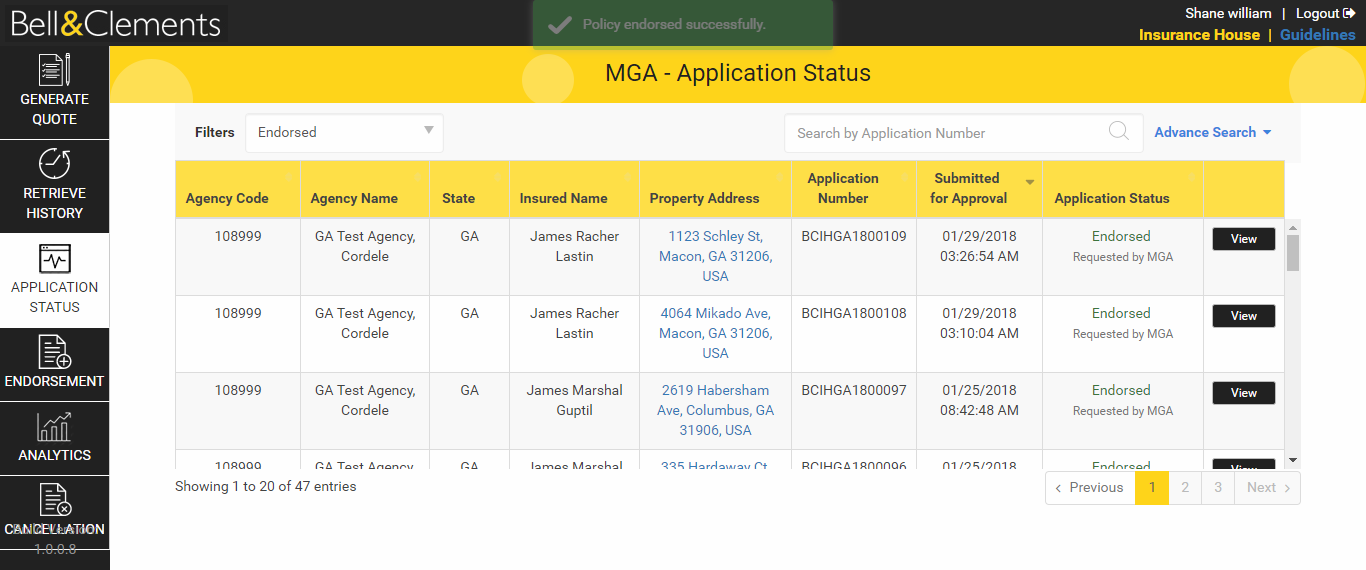 Bell&Clements
Policy endorsed successfully.
Shane william | Logout
Insurance House | Guidelines
MGA - Application Status
GENERATE
QUOTE
RETRIEVE
HISTORY
APPLICATION
STATUS
ENDORSEMENT
ANALYTICS
CANCELLATION
Build Version
1.0.0.8
Filters
Endorsed
Search by Application Number
Advance Search
Agency Code
Agency Name
State
Insured Name
Property Address
Application
Number
Submitted
for Approval
Application Status
108999
GA Test Agency,
Cordele
GA
James Racher
Lastin
1123 Schley St,
Macon, GA 31206,
USA
BCIHGA1800109
01/29/2018
03:26:54 AM
Endorsed
Requested by MGA
View
108999
GA Test Agency,
Cordele
GA
James Racher
Lastin
4064 Mikado Ave,
Macon, GA 31206,
USA
BCIHGA1800108
01/29/2018
03:10:04 AM
Endorsed
Requested by MGA
View
108999
GA Test Agency,
Cordele
GA
James Marshal
Guptil
2619 Habersham
Ave, Columbus, GA
31906, USA
BCIHGA1800097
01/25/2018
08:42:48 AM
Endorsed
Requested by MGA
View
108999
GA Test Agency,
GA
James Marshal
335 Hardaway Ct
BCIHGA1800096
01/25/2018
Endorsed
View
Showing 1 to 20 of 47 entries
Previous
1
2
3
Next